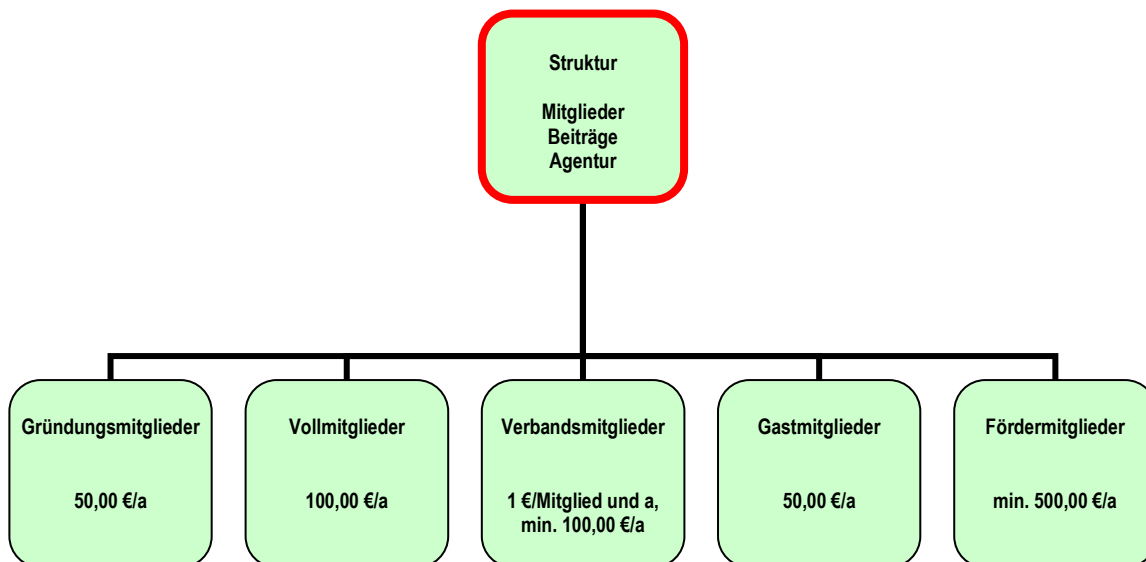 Struktur
Mitglieder
Beiträge
Agentur
Gründungsmitglieder
50,00 €/a
Vollmitglieder
100,00 €/a
Verbandsmitglieder
1 €/Mitglied und a,
min. 100,00 €/a
Gastmitglieder
50,00 €/a
Fördermitglieder
min. 500,00 €/a